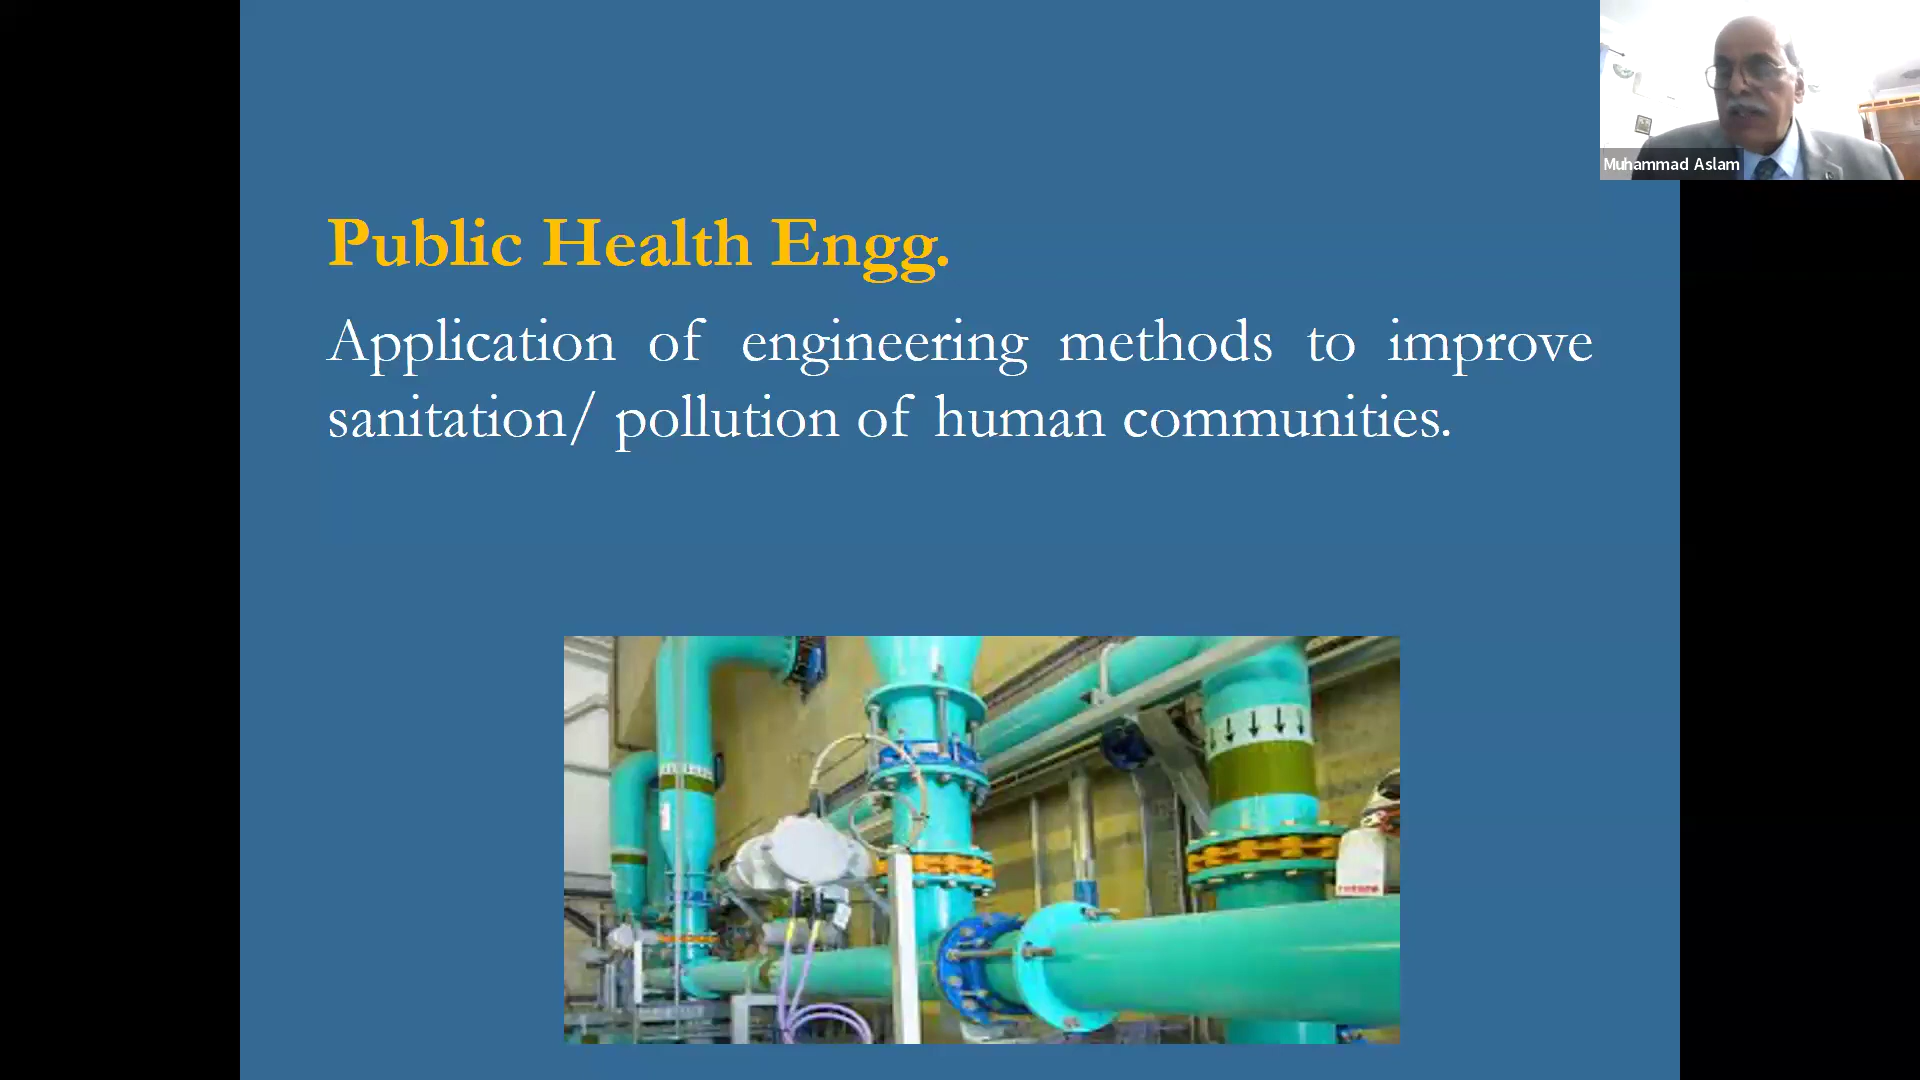 Muhammad Aslam
Public Health Engg.
Application of engineering methods to improve
sanitation/ pollution of human communities.